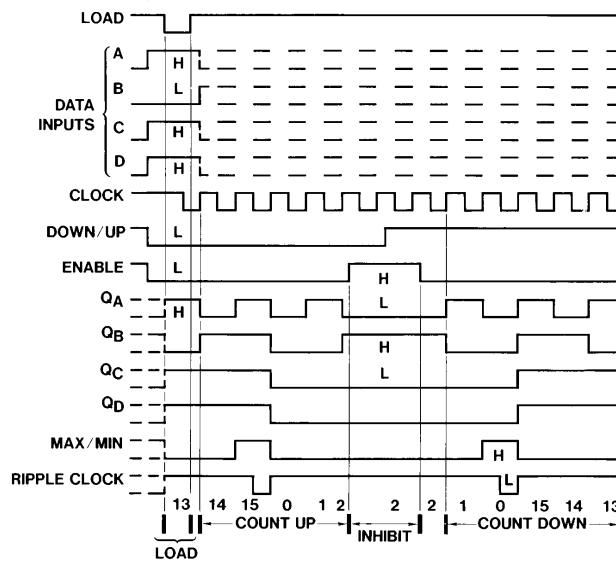 LOAD
A H
B L
DATA INPUTS
C H
D H
CLOCK
DOWN/UP L
ENABLE L H
QA H L
QB H
QC L
QD
MAX/MIN H
RIPPLE CLOCK L
13 14 15 0 1 2 2 2 1 0 15 14 13
COUNT UP INHIBIT COUNT DOWN
LOAD